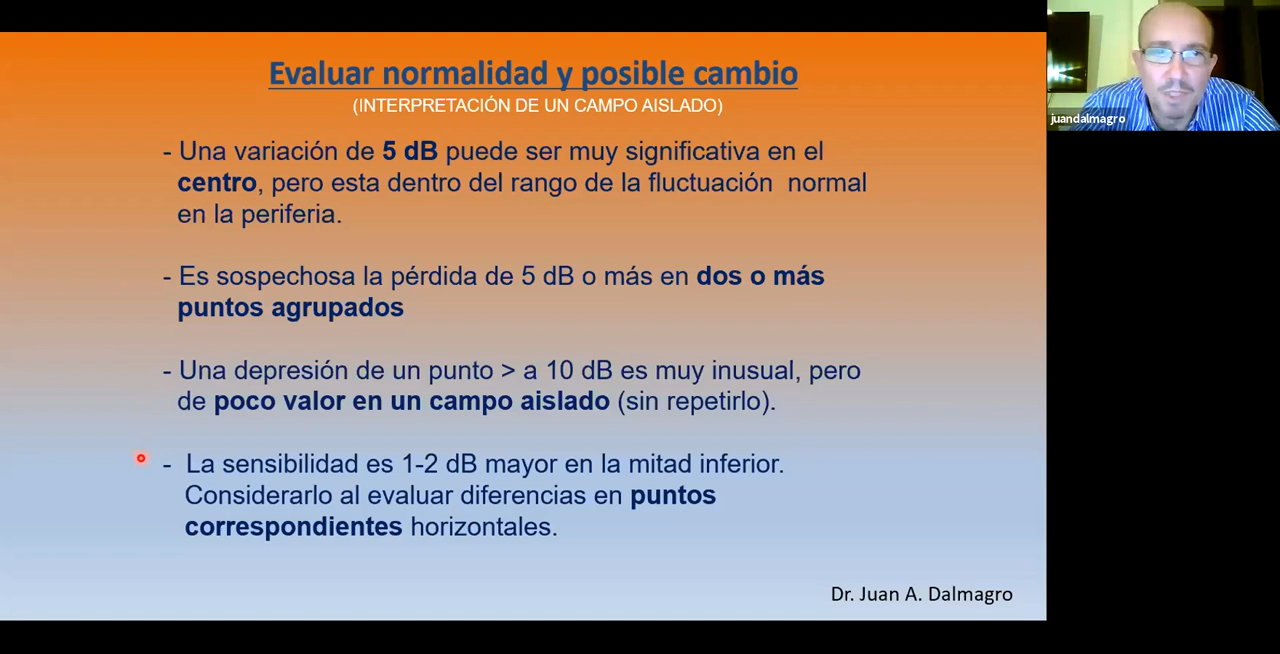 Evaluar normalidad y posible cambio
(INTERPRETACIÓN DE UN CAMPO AISLADO)
- Una variación de 5 dB puede ser muy significativa en el
centro, pero esta dentro del rango de la fluctuación normal
en la periferia.
- Es sospechosa la pérdida de 5 dB o más en dos o más
puntos agrupados
- Una depresión de un punto > a 10 dB es muy inusual, pero
de poco valor en un campo aislado (sin repetirlo).
- La sensibilidad es 1-2 dB mayor en la mitad inferior.
Considerarlo al evaluar diferencias en puntos
correspondientes horizontales.
Dr. Juan A. Dalmagro
juandalmagro